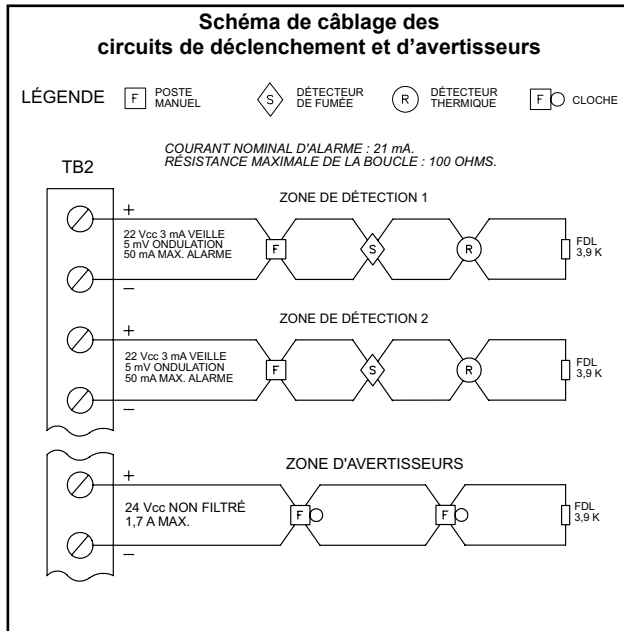 Schéma de câblage des
circuits de déclenchement et d’avertisseurs
LÉGENDE
F
POSTE
MANUEL
S
DÉTECTEUR
DE FUMÉE
R
DÉTECTEUR
THERMIQUE
F
CLOCHE
COURANT NOMINAL D'ALARME : 21 mA.
RÉSISTANCE MAXIMALE DE LA BOUCLE : 100 OHMS.
TB2
ZONE DE DÉTECTION 1
+
22 Vcc 3 mA VEILLE
5 mV ONDULATION
50 mA MAX. ALARME
–
F
S
R
FDL
3,9 K
ZONE DE DÉTECTION 2
+
22 Vcc 3 mA VEILLE
5 mV ONDULATION
50 mA MAX. ALARME
–
F
S
R
FDL
3,9 K
ZONE D'AVERTISSEURS
+
24 Vcc NON FILTRÉ
1,7 A MAX.
–
F
F
FDL
3,9 K